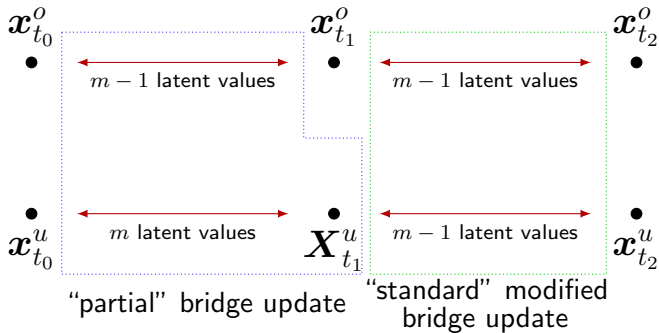 x^o_{t_0} x^o_{t_1} x^o_{t_2}
m − 1 latent values m − 1 latent values
m latent values m − 1 latent values
x^u_{t_0} X^u_{t_1} x^u_{t_2}
“partial” bridge update
“standard” modified
bridge update